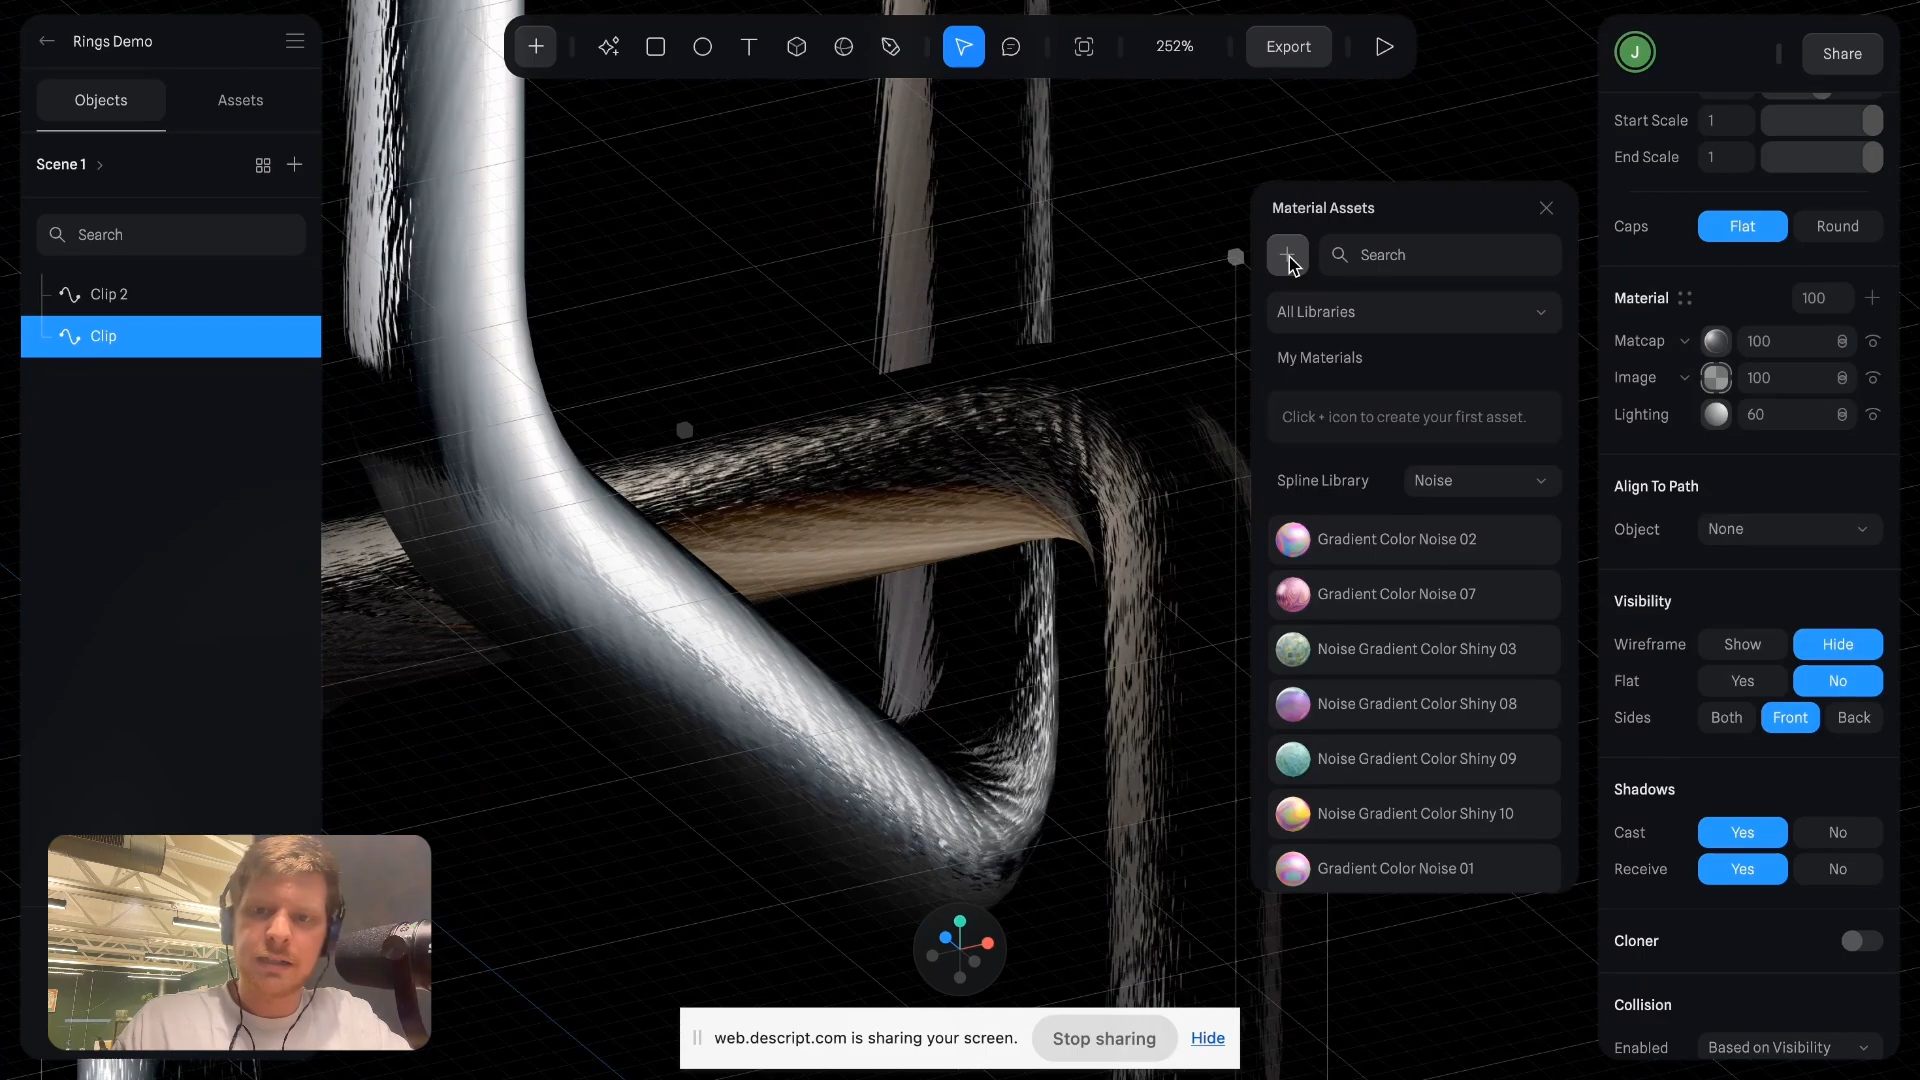 Rings Demo
252%
Export
J
Share
Objects
Assets
Scene 1
Search
Clip 2
Clip
Material Assets
Search
All Libraries
My Materials
Click + icon to create your first asset.
Spline Library
Noise
Gradient Color Noise 02
Gradient Color Noise 07
Noise Gradient Color Shiny 03
Noise Gradient Color Shiny 08
Noise Gradient Color Shiny 09
Noise Gradient Color Shiny 10
Gradient Color Noise 01
Start Scale 1
End Scale 1
Caps Flat Round
Material 100
Matcap 100
Image 100
Lighting 60
Align To Path
Object None
Visibility
Wireframe Show Hide
Flat Yes No
Sides Both Front Back
Shadows
Cast Yes No
Receive Yes No
Cloner
Collision
Enabled Based on Visibility
web.descript.com is sharing your screen. Stop sharing Hide